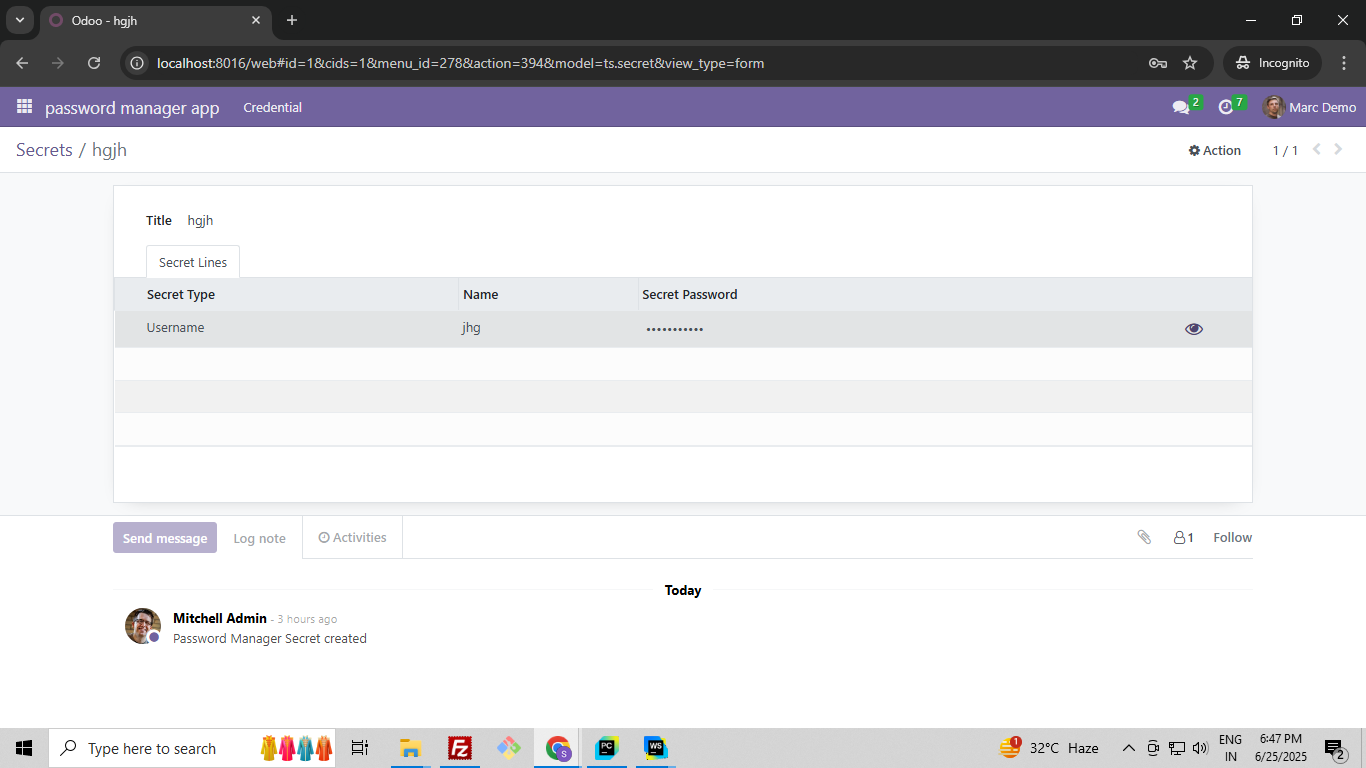 Odoo - hgjh
localhost:8016/web#id=1&cids=1&menu_id=278&action=394&model=ts.secret&view_type=form
Incognito
password manager app
Credential
2
7
Marc Demo
Secrets / hgjh
Action
1 / 1
Title hgjh
Secret Lines
Secret Type Name Secret Password
Username jhg •••••••••••
Send message
Log note
Activities
1
Follow
Today
Mitchell Admin - 3 hours ago
Password Manager Secret created
Type here to search
FZ
S
PC
WS
1
32°C Haze
ENG
IN
6:47 PM
6/25/2025
2